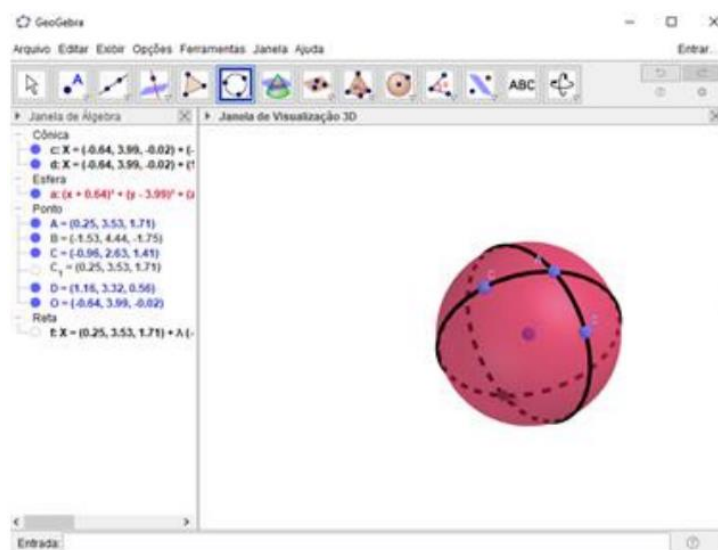 GeoGebra
Arquivo Editar Exibir Opções Ferramentas Janela Ajuda
Entrar...
A
ABC
Janela de Álgebra
Janela de Visualização 3D
Cônica
c: X = (-0.64, 3.99, -0.02) + (-
d: X = (-0.64, 3.99, -0.02) + (1
Esfera
a: (x + 0.64)² + (y - 3.99)² + (z
Ponto
A = (0.25, 3.53, 1.71)
B = (-1.53, 4.44, -1.75)
C = (-0.96, 2.63, 1.41)
C₁ = (0.25, 3.53, 1.71)
D = (1.16, 3.32, 0.56)
O = (-0.64, 3.99, -0.02)
Reta
f: X = (0.25, 3.53, 1.71) + λ (-
C
A
Entrada: